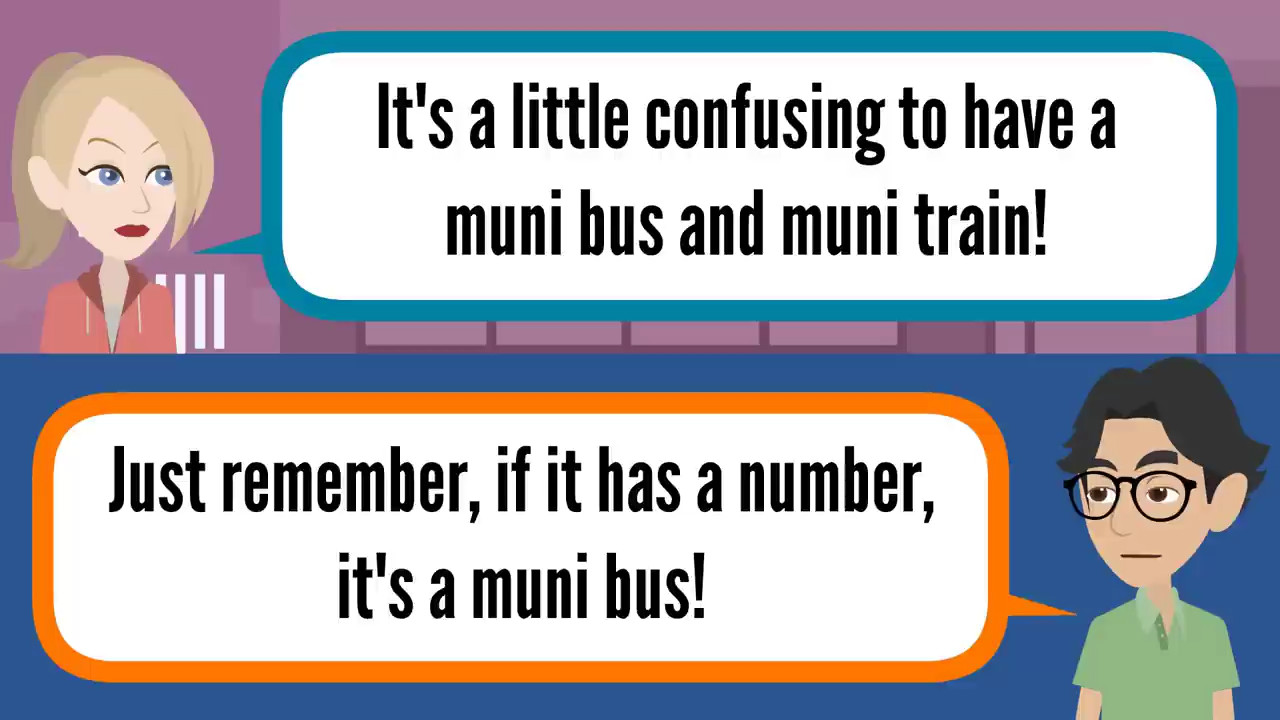 It's a little confusing to have a
muni bus and muni train!
Just remember, if it has a number,
it's a muni bus!